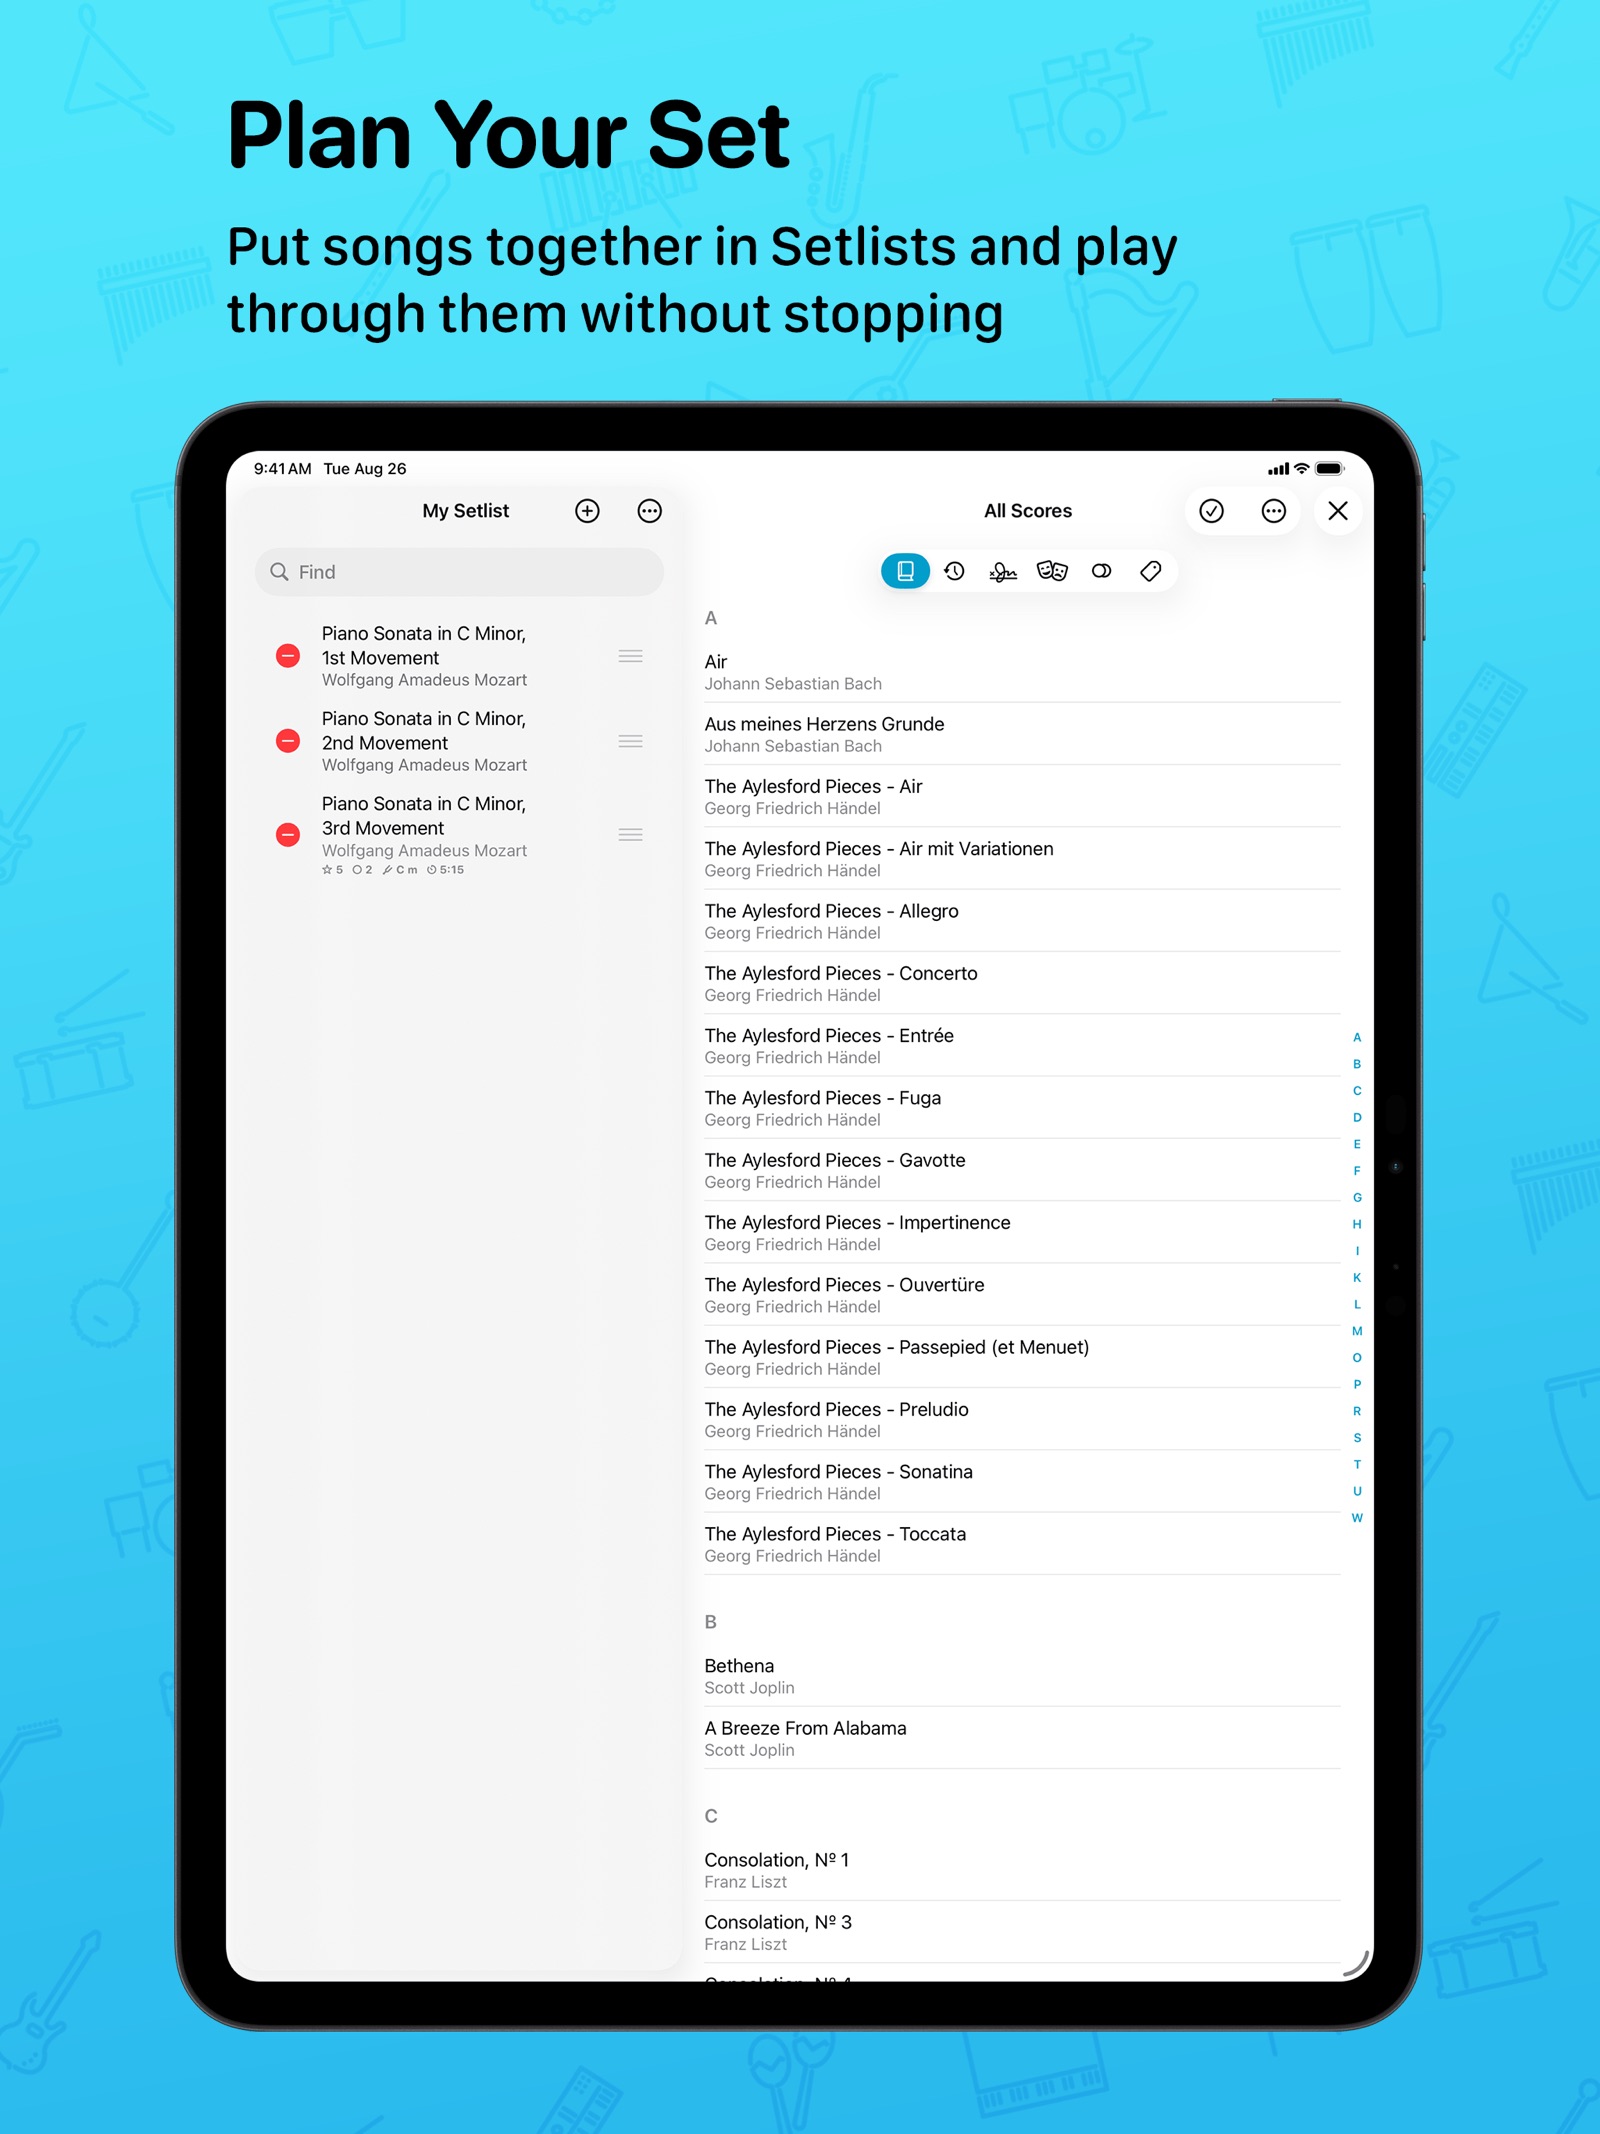 Plan Your Set
Put songs together in Setlists and play
through them without stopping
9:41 AM Tue Aug 26
My Setlist
Find
Piano Sonata in C Minor,
1st Movement
Wolfgang Amadeus Mozart
Piano Sonata in C Minor,
2nd Movement
Wolfgang Amadeus Mozart
Piano Sonata in C Minor,
3rd Movement
Wolfgang Amadeus Mozart
5 2 C m 5:15
All Scores
A
Air
Johann Sebastian Bach
Aus meines Herzens Grunde
Johann Sebastian Bach
The Aylesford Pieces - Air
Georg Friedrich Händel
The Aylesford Pieces - Air mit Variationen
Georg Friedrich Händel
The Aylesford Pieces - Allegro
Georg Friedrich Händel
The Aylesford Pieces - Concerto
Georg Friedrich Händel
The Aylesford Pieces - Entrée
Georg Friedrich Händel
The Aylesford Pieces - Fuga
Georg Friedrich Händel
The Aylesford Pieces - Gavotte
Georg Friedrich Händel
The Aylesford Pieces - Impertinence
Georg Friedrich Händel
The Aylesford Pieces - Ouvertüre
Georg Friedrich Händel
The Aylesford Pieces - Passepied (et Menuet)
Georg Friedrich Händel
The Aylesford Pieces - Preludio
Georg Friedrich Händel
The Aylesford Pieces - Sonatina
Georg Friedrich Händel
The Aylesford Pieces - Toccata
Georg Friedrich Händel
B
Bethena
Scott Joplin
A Breeze From Alabama
Scott Joplin
C
Consolation, Nº 1
Franz Liszt
Consolation, Nº 3
Franz Liszt
Consolation, Nº 4
A
B
C
D
E
F
G
H
I
K
L
M
O
P
R
S
T
U
W